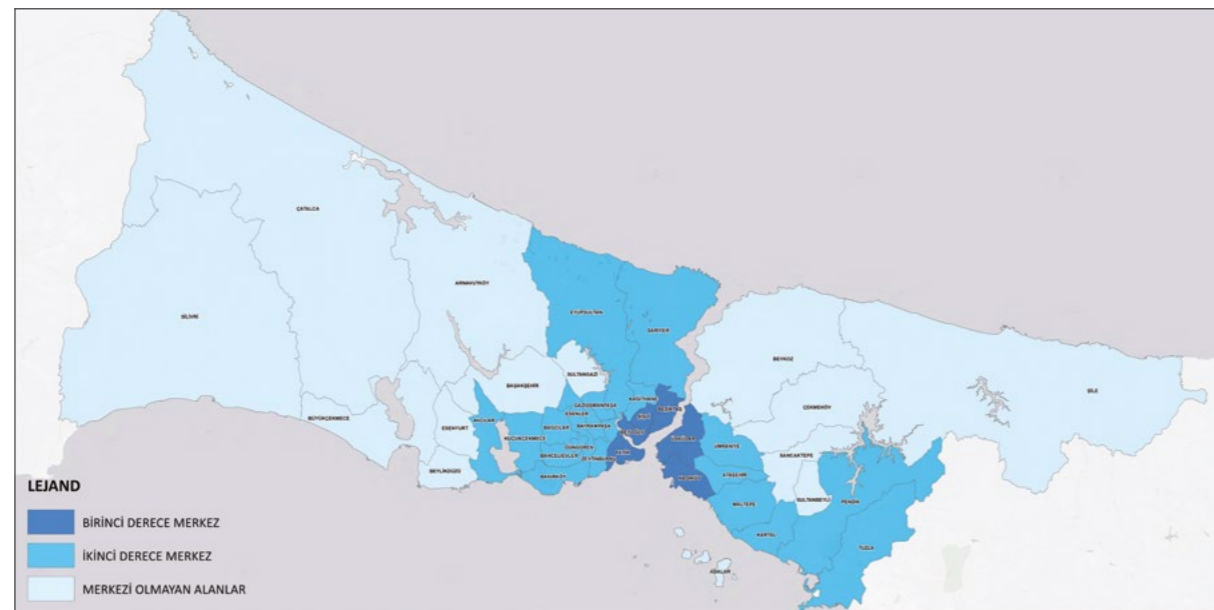 ÇATALCA
ARNAVUTKÖY
SİLİVRİ
EYÜPSULTAN
SARIYER
BEYKOZ
ŞİLE
BAŞAKŞEHİR
SULTANGAZİ
ÇEKMEKÖY
BÜYÜKÇEKMECE
ESENYURT
AVCILAR
KÜÇÜKÇEKMECE
GAZİOSMANPAŞA
ESENLER
BAĞCILAR
BAYRAMPAŞA
KAĞITHANE
ŞİŞLİ
BEŞİKTAŞ
BEYOĞLU
GÜNGÖREN
BAHÇELİEVLER
ZEYTİNBURNU
FATİH
BAKIRKÖY
ÜSKÜDAR
ÜMRANİYE
SANCAKTEPE
BEYLİKDÜZÜ
KADIKÖY
ATAŞEHİR
SULTANBEYLİ
PENDİK
MALTEPE
KARTAL
TUZLA
ADALAR
LEJAND
BİRİNCİ DERECE MERKEZ
İKİNCİ DERECE MERKEZ
MERKEZİ OLMAYAN ALANLAR